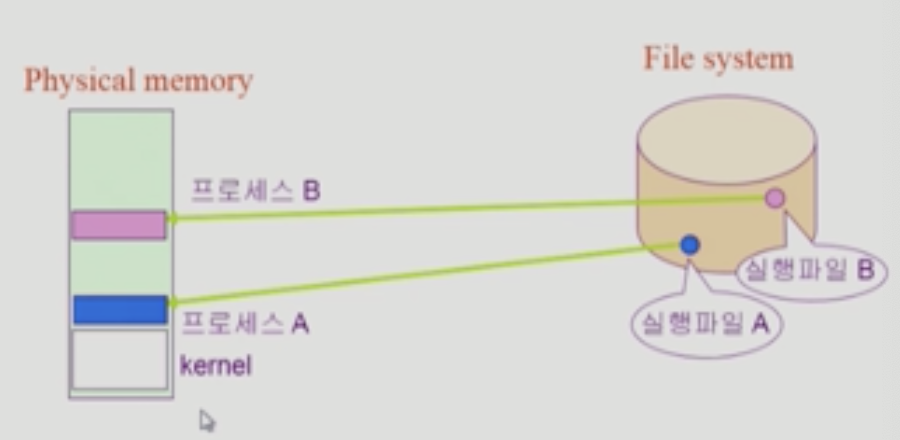 Physical memory
File system
프로세스 B
실행파일 B
프로세스 A
실행파일 A
kernel